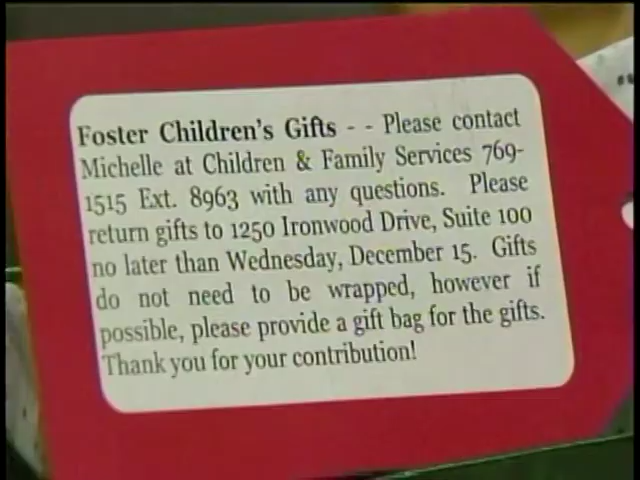 Foster Children's Gifts - - Please contact
Michelle at Children & Family Services 769-
1515 Ext. 8963 with any questions. Please
return gifts to 1250 Ironwood Drive, Suite 100
no later than Wednesday, December 15. Gifts
do not need to be wrapped, however if
possible, please provide a gift bag for the gifts.
Thank you for your contribution!